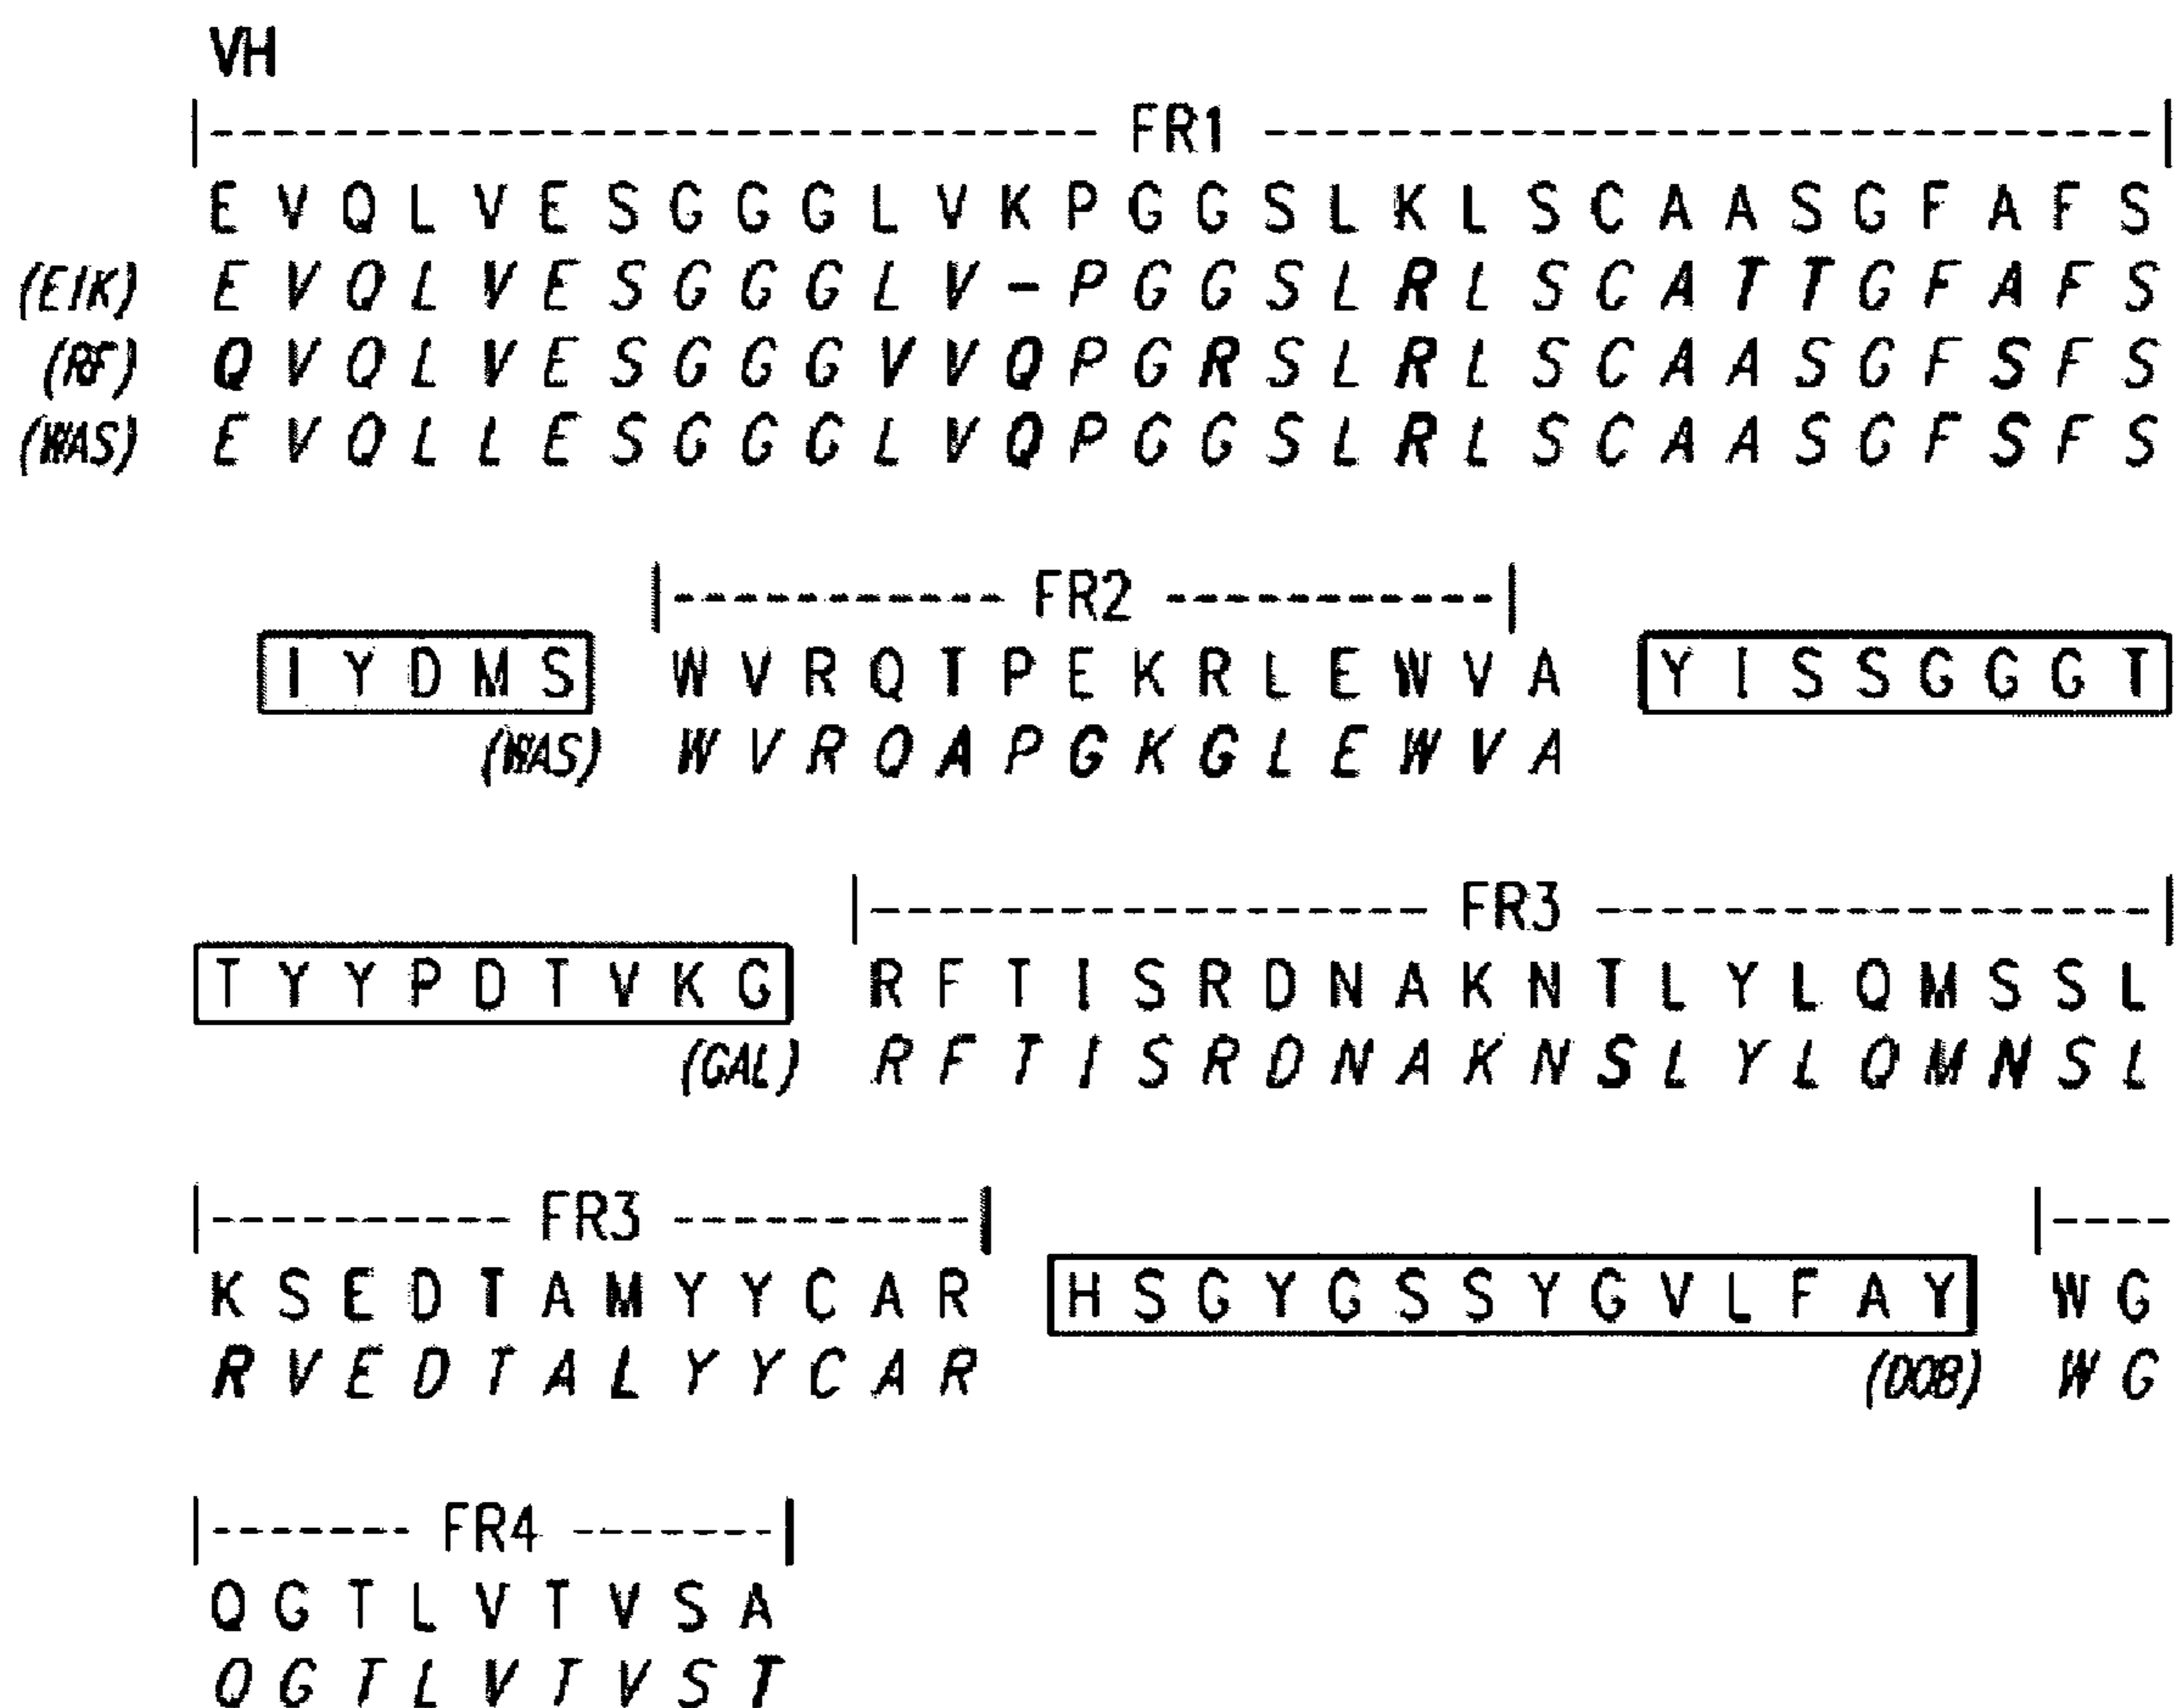 VH
|---------------------------- FR1 ----------------------------|
E V Q L V E S G G G L V K P G G S L K L S C A A S G F A F S
(EIK) E V Q L V E S G G G L V - P G G S L R L S C A T T G F A F S
(RF) Q V Q L V E S G G G V V Q P G R S L R L S C A A S G F S F S
(WAS) E V Q L L E S G G G L V Q P G G S L R L S C A A S G F S F S
|----------- FR2 -----------|
I Y D M S W V R Q T P E K R L E W V A Y I S S G G G T
(WAS) W V R Q A P G K G L E W V A
|------------------ FR3 ------------------|
T Y Y P D T V K G R F T I S R D N A K N T L Y L Q M S S L
(GAL) R F T I S R D N A K N S L Y L Q M N S L
|---------- FR3 ----------| |----
K S E D T A M Y Y C A R H S G Y G S S Y G V L F A Y W G
R V E D T A L Y Y C A R (DOB) W G
|------- FR4 -------|
Q G T L V T V S A
Q G T L V T V S T